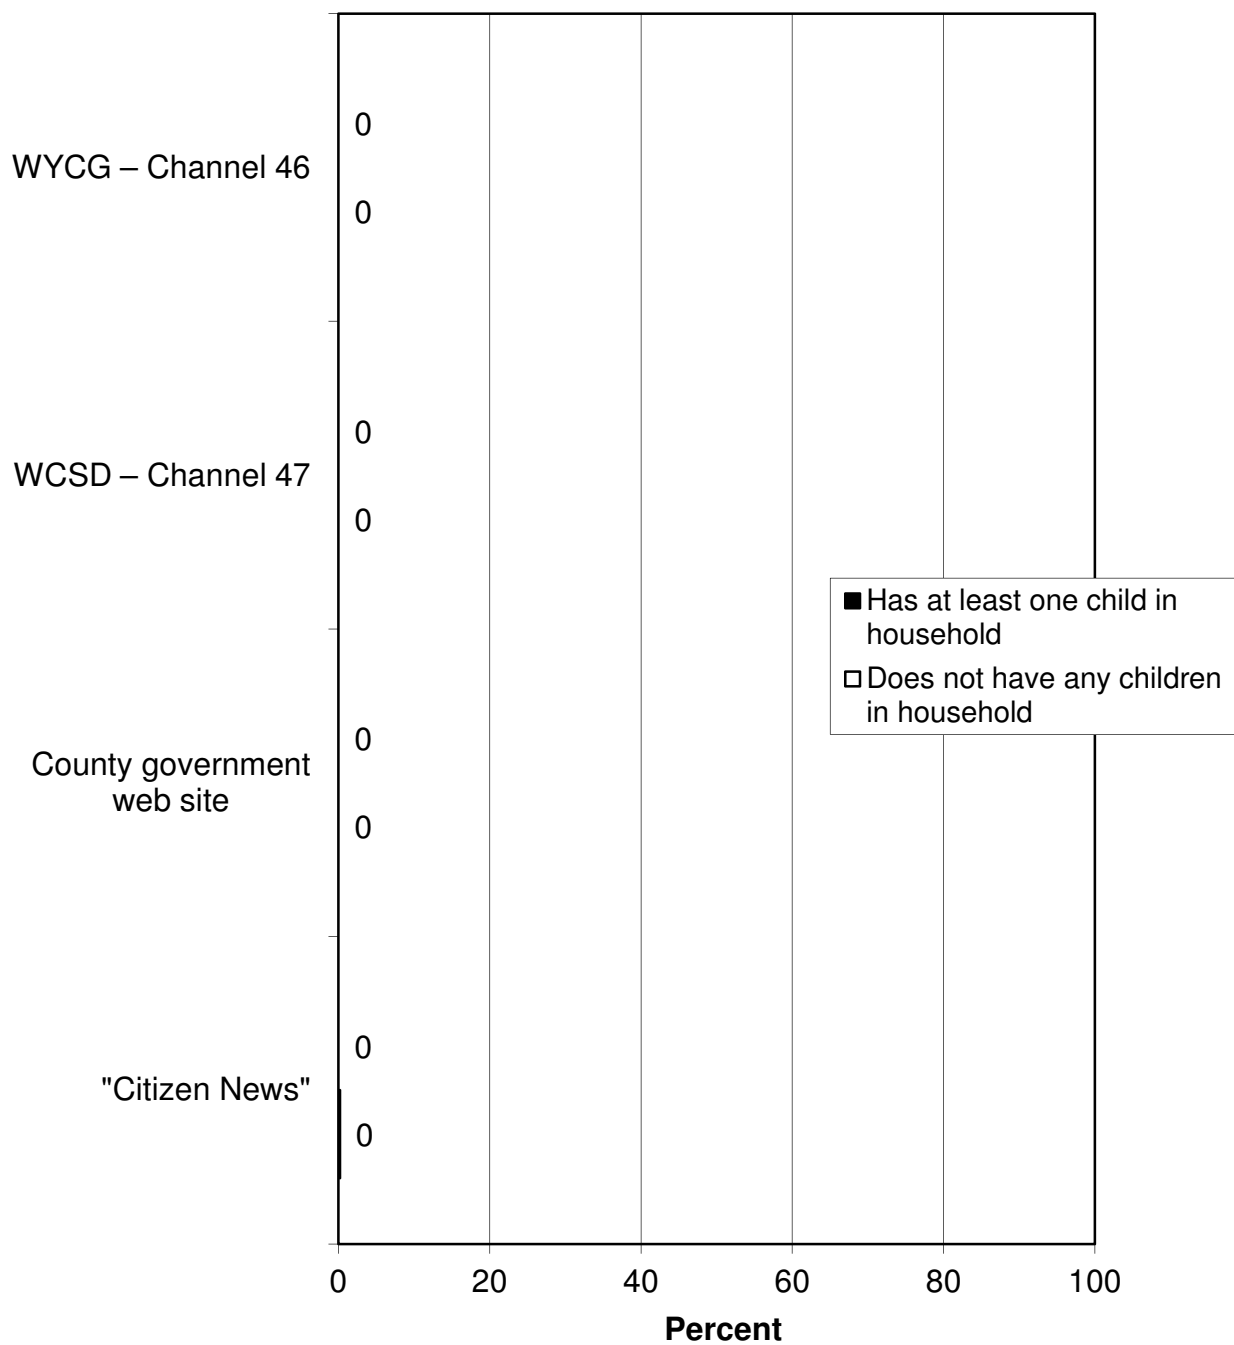 0
WYCG – Channel 46
0
0
WCSD – Channel 47
0
Has at least one child in
household
Does not have any children
in household
0
County government
web site
0
0
"Citizen News"
0
0 20 40 60 80 100
Percent